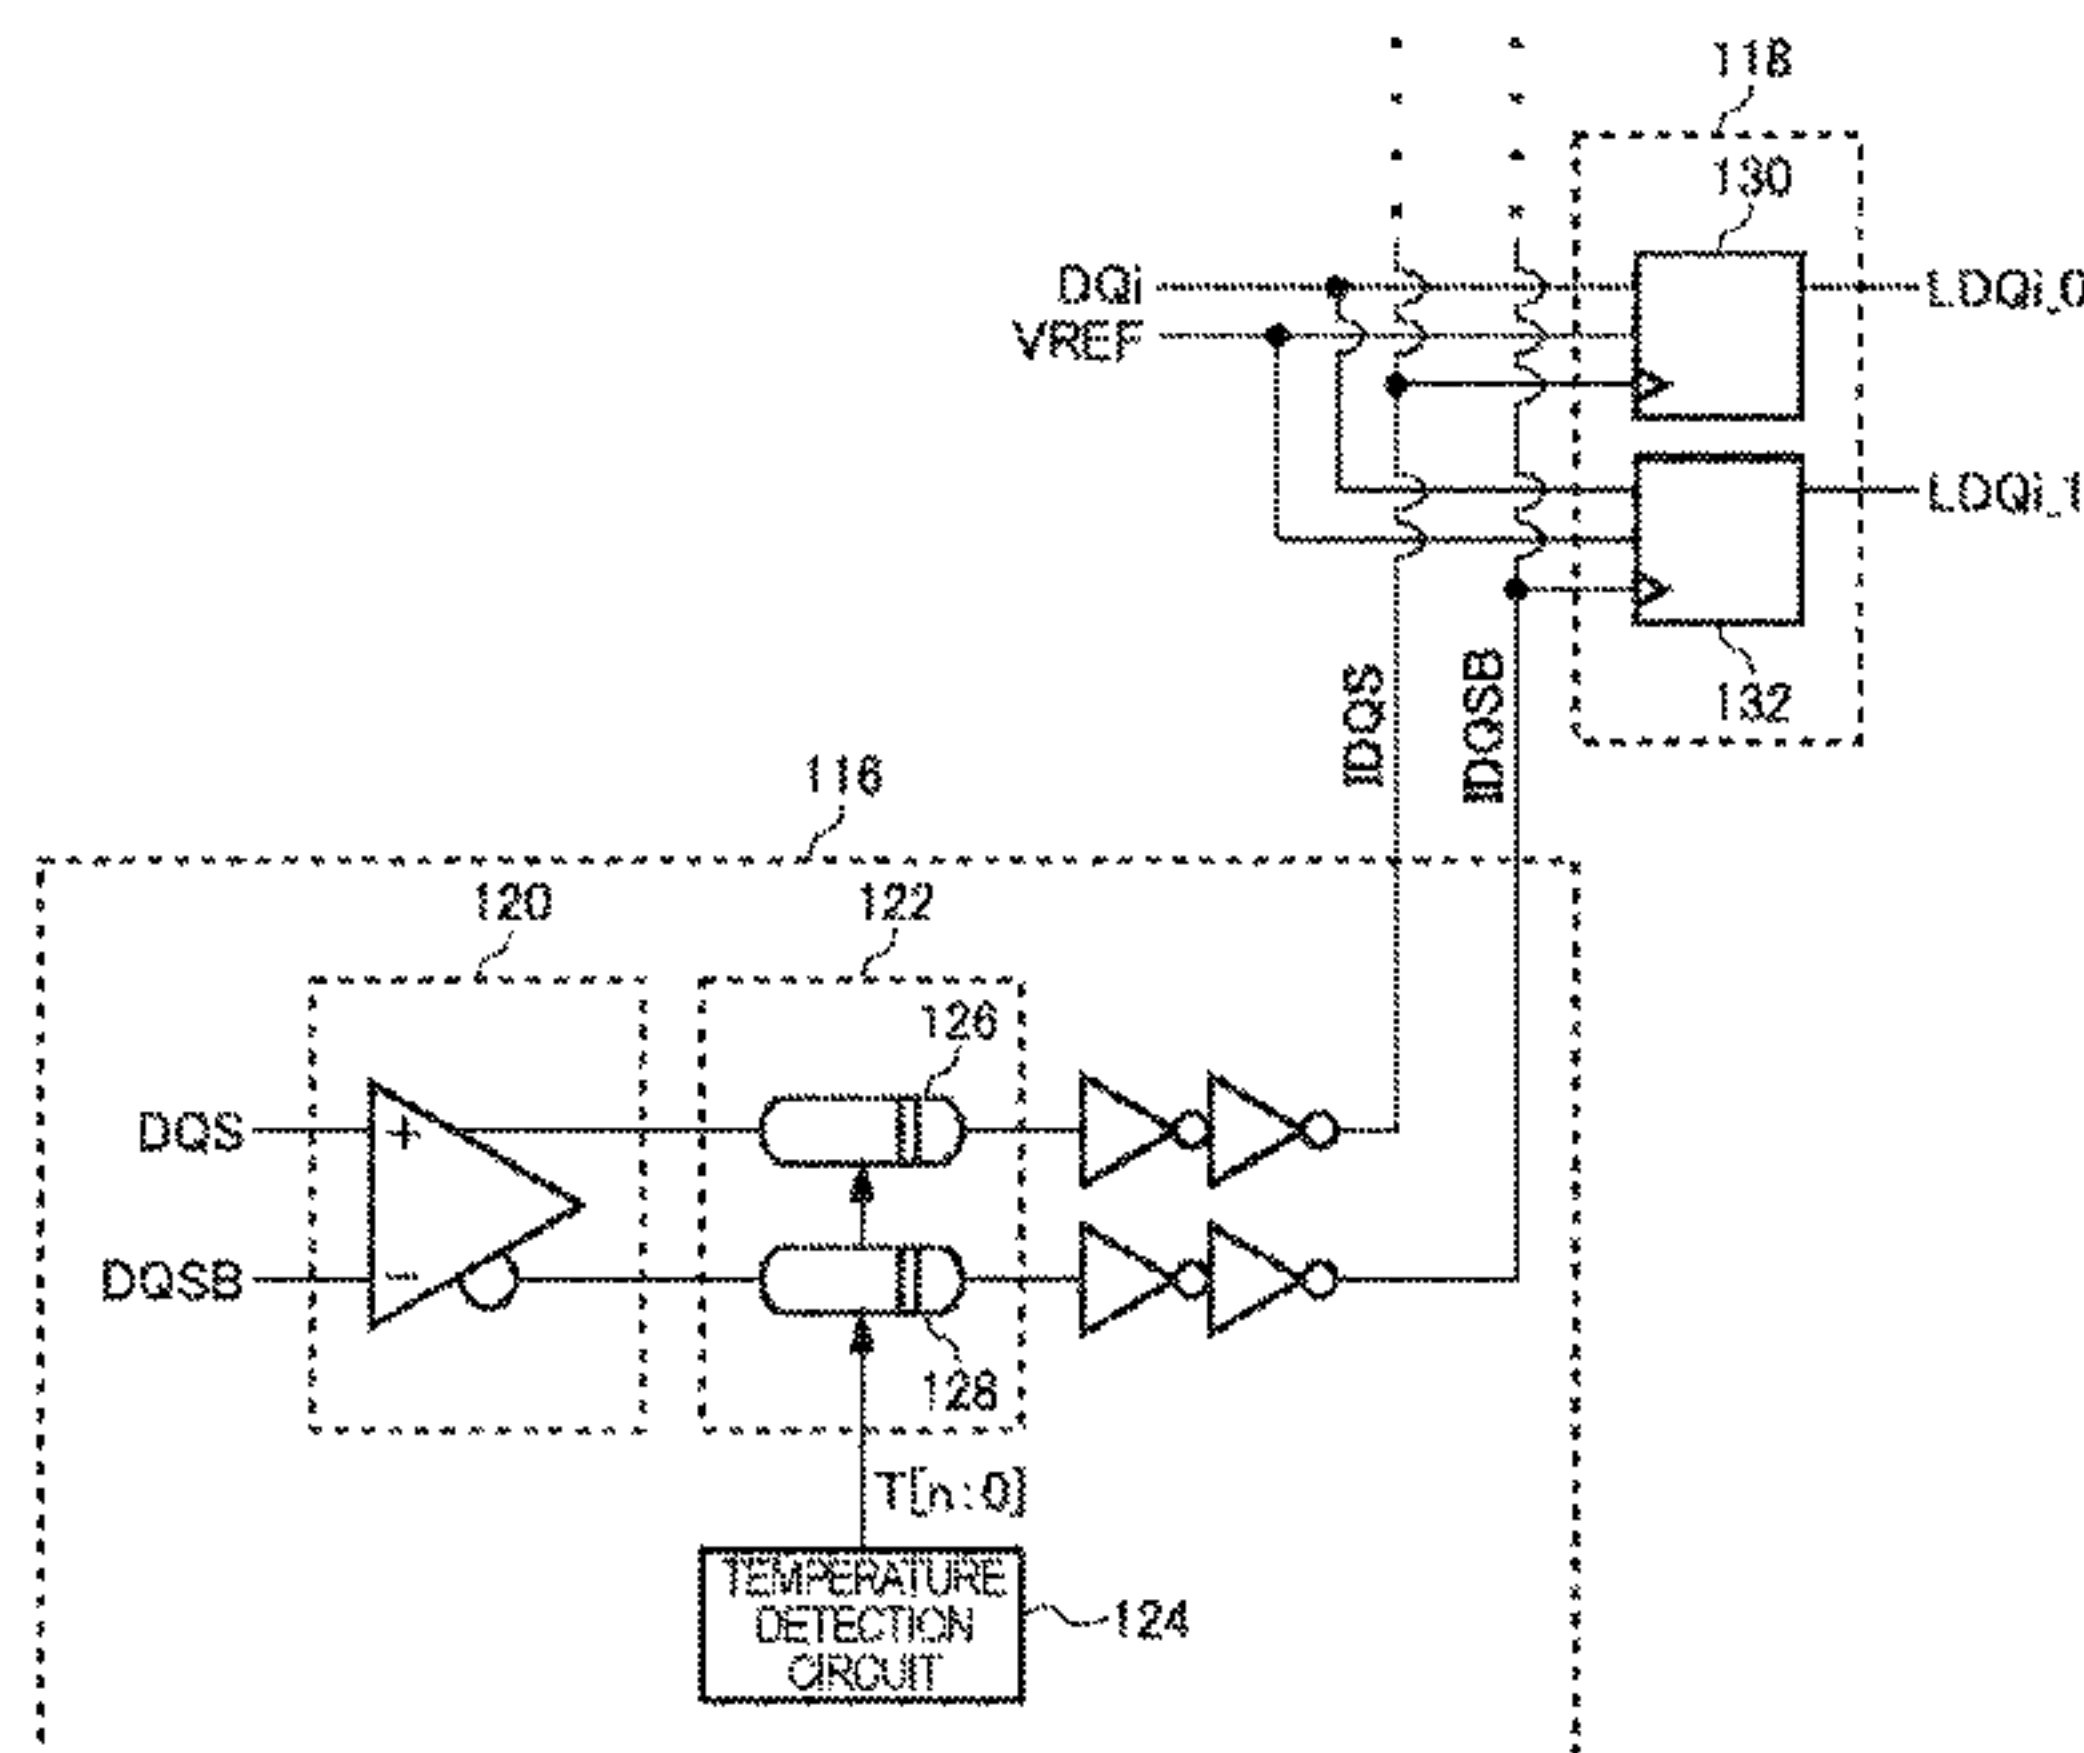 118
130
DQi
LDQi_0
VREF
LDQi_1
132
IDQS
IDQSB
116
120
122
126
DQS
+
DQSB
-
128
T[n:0]
TEMPERATURE
DETECTION
CIRCUIT
124